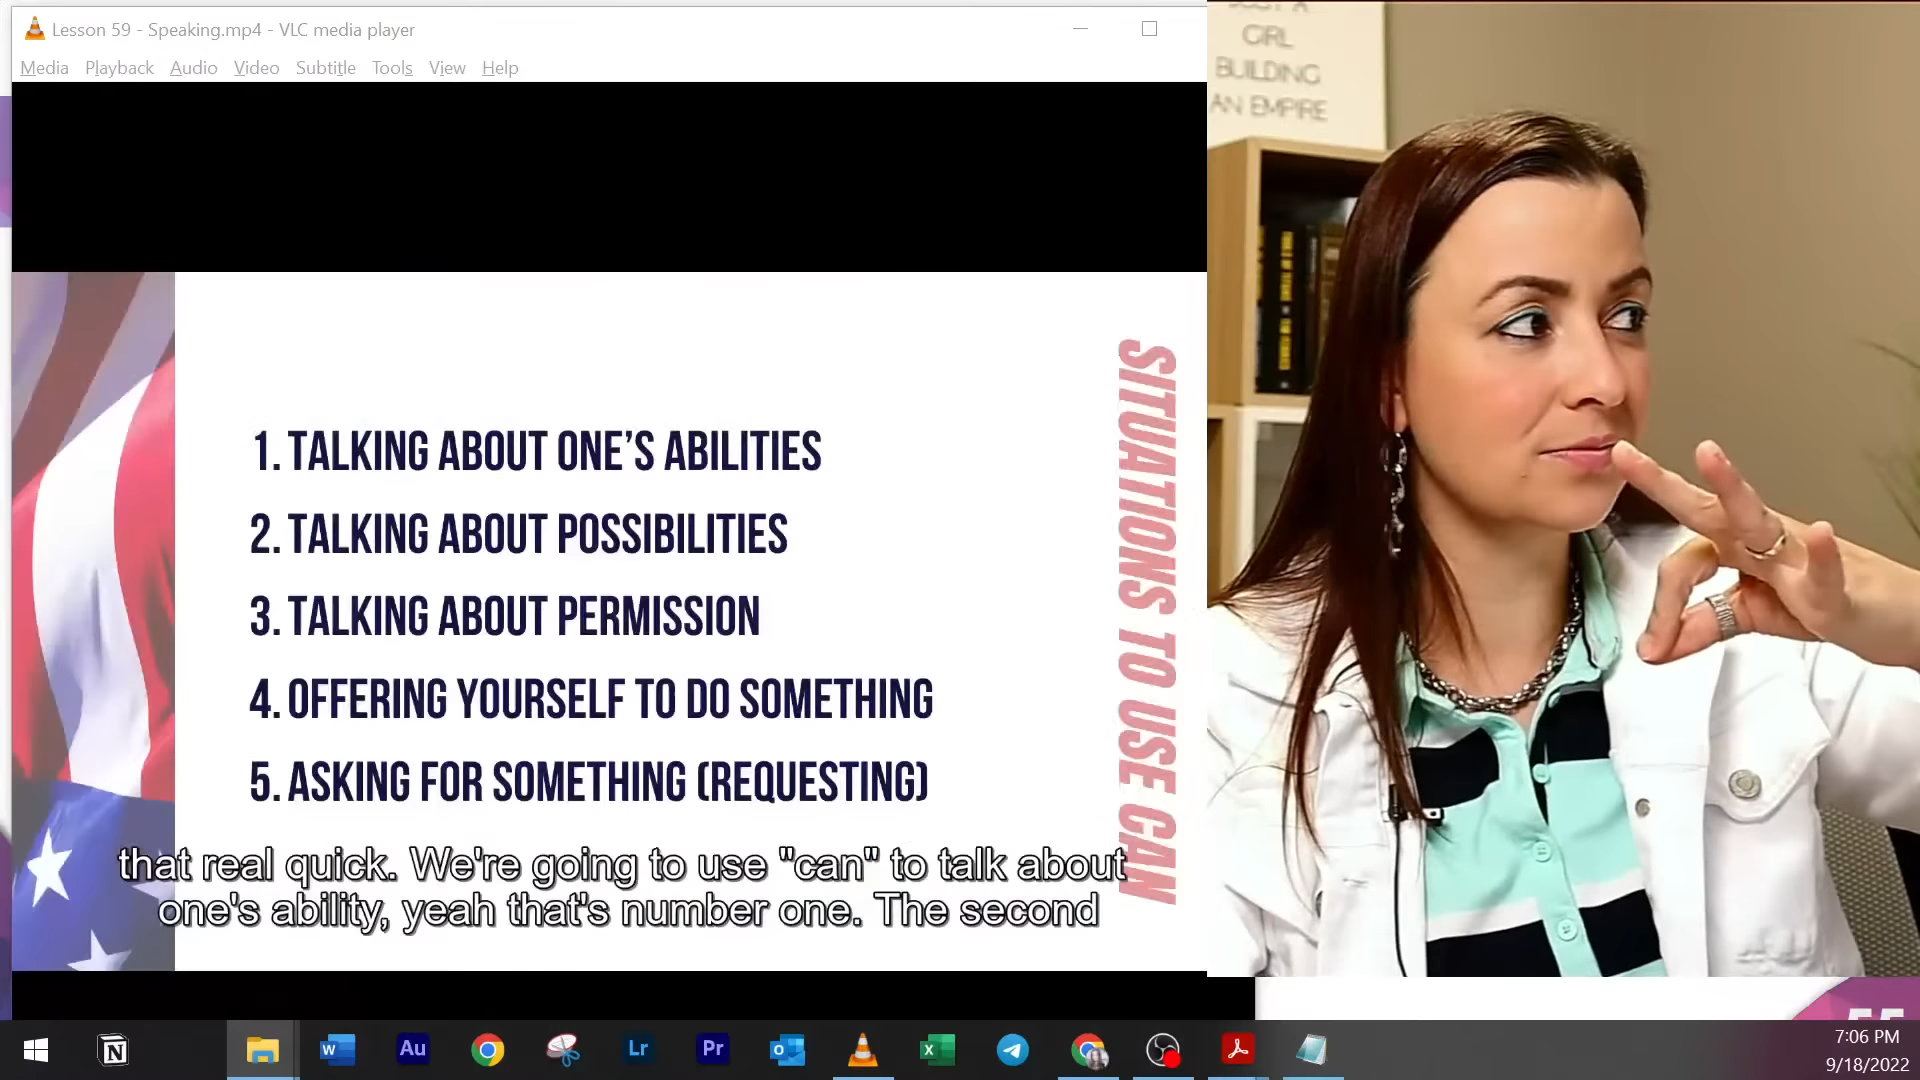 Lesson 59 - Speaking.mp4 - VLC media player
Media Playback Audio Video Subtitle Tools View Help
GIRL
BUILDING
AN EMPIRE
SITUATIONS TO USE CAN
1. TALKING ABOUT ONE'S ABILITIES
2. TALKING ABOUT POSSIBILITIES
3. TALKING ABOUT PERMISSION
4. OFFERING YOURSELF TO DO SOMETHING
5. ASKING FOR SOMETHING (REQUESTING)
that real quick. We're going to use "can" to talk about
one's ability, yeah that's number one. The second
N W Au Lr Pr O X
7:06 PM
9/18/2022